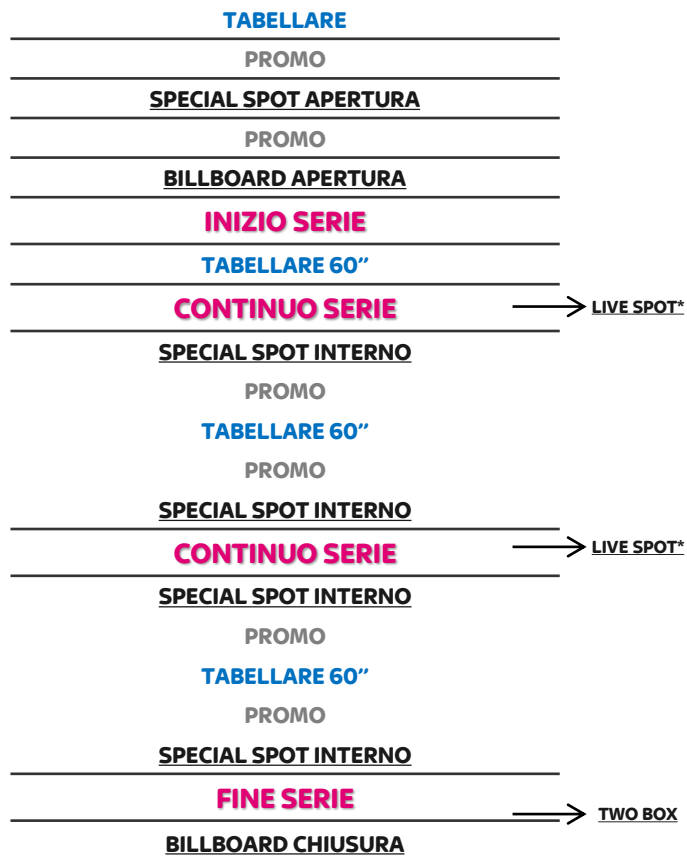 TABELLARE
PROMO
SPECIAL SPOT APERTURA
PROMO
BILLBOARD APERTURA
INIZIO SERIE
TABELLARE 60”
CONTINUO SERIE
LIVE SPOT*
SPECIAL SPOT INTERNO
PROMO
TABELLARE 60”
PROMO
SPECIAL SPOT INTERNO
CONTINUO SERIE
LIVE SPOT*
SPECIAL SPOT INTERNO
PROMO
TABELLARE 60”
PROMO
SPECIAL SPOT INTERNO
FINE SERIE
TWO BOX
BILLBOARD CHIUSURA